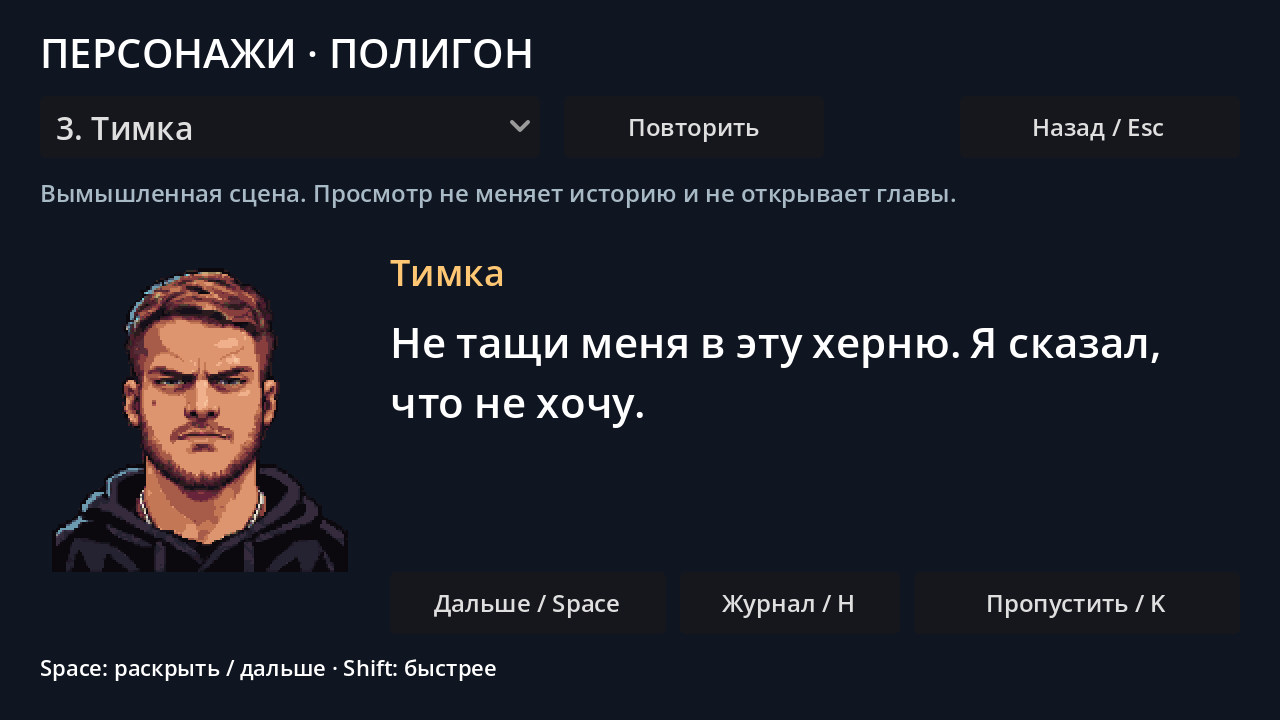 ПЕРСОНАЖИ · ПОЛИГОН
3. Тимка
Повторить
Назад / Esc
Вымышленная сцена. Просмотр не меняет историю и не открывает главы.
Тимка
Не тащи меня в эту херню. Я сказал,
что не хочу.
Дальше / Space
Журнал / H
Пропустить / K
Space: раскрыть / дальше · Shift: быстрее